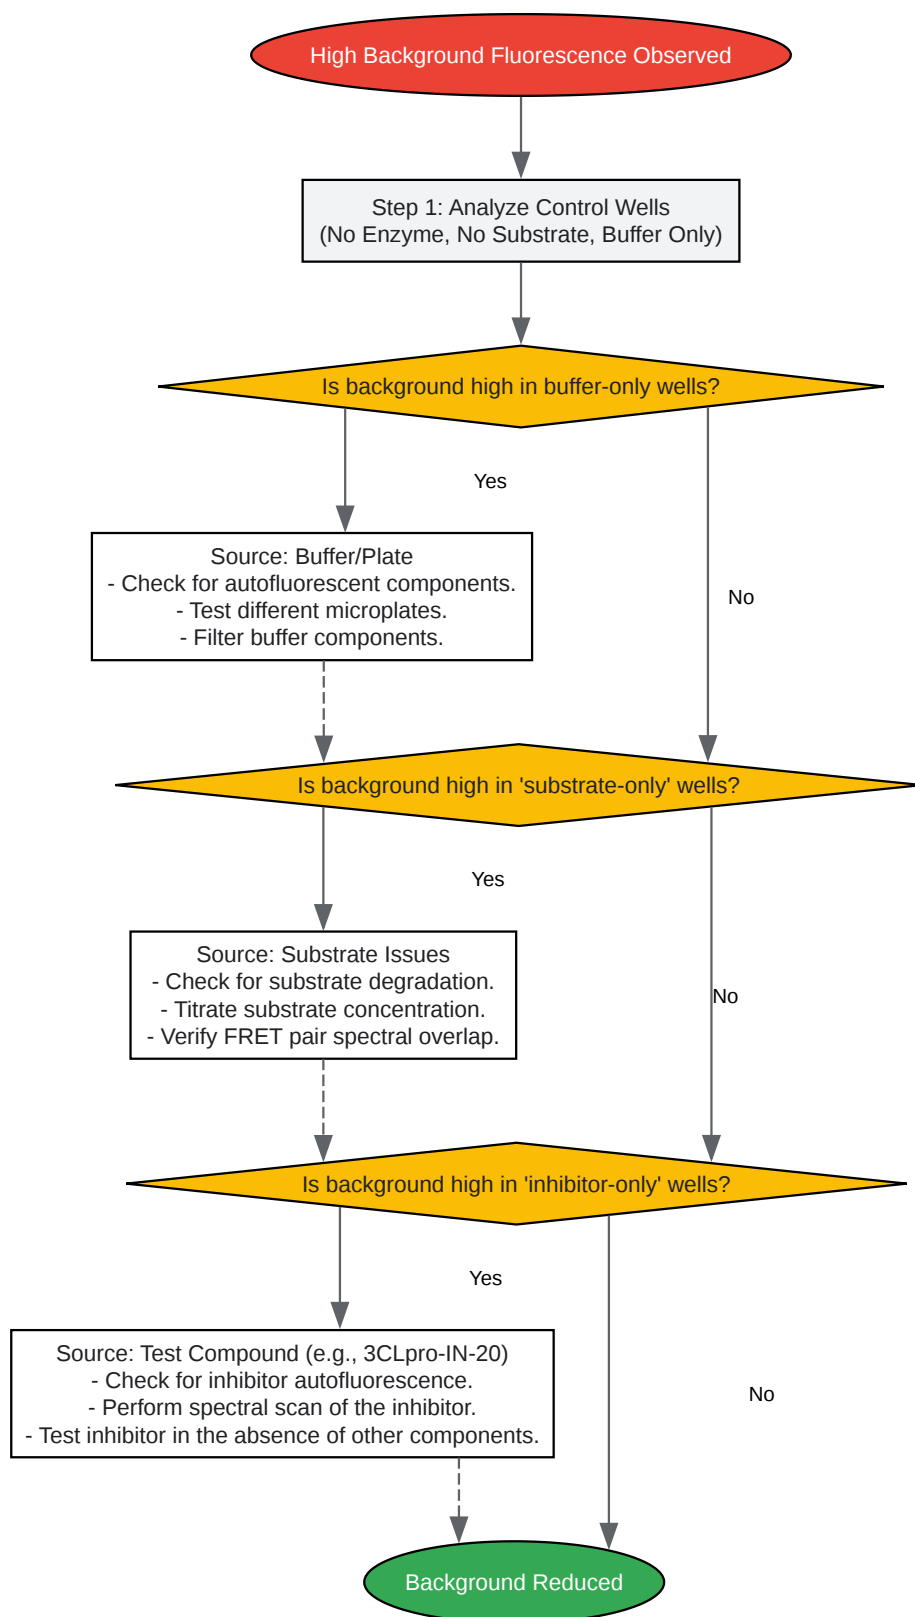 High Background Fluorescence Observed
Step 1: Analyze Control Wells
(No Enzyme, No Substrate, Buffer Only)
Is background high in buffer-only wells?
Yes
Source: Buffer/Plate
- Check for autofluorescent components.
- Test different microplates.
- Filter buffer components.
No
Is background high in 'substrate-only' wells?
Yes
Source: Substrate Issues
- Check for substrate degradation.
- Titrate substrate concentration.
- Verify FRET pair spectral overlap.
No
Is background high in 'inhibitor-only' wells?
Yes
Source: Test Compound (e.g., 3CLpro-IN-20)
- Check for inhibitor autofluorescence.
- Perform spectral scan of the inhibitor.
- Test inhibitor in the absence of other components.
No
Background Reduced